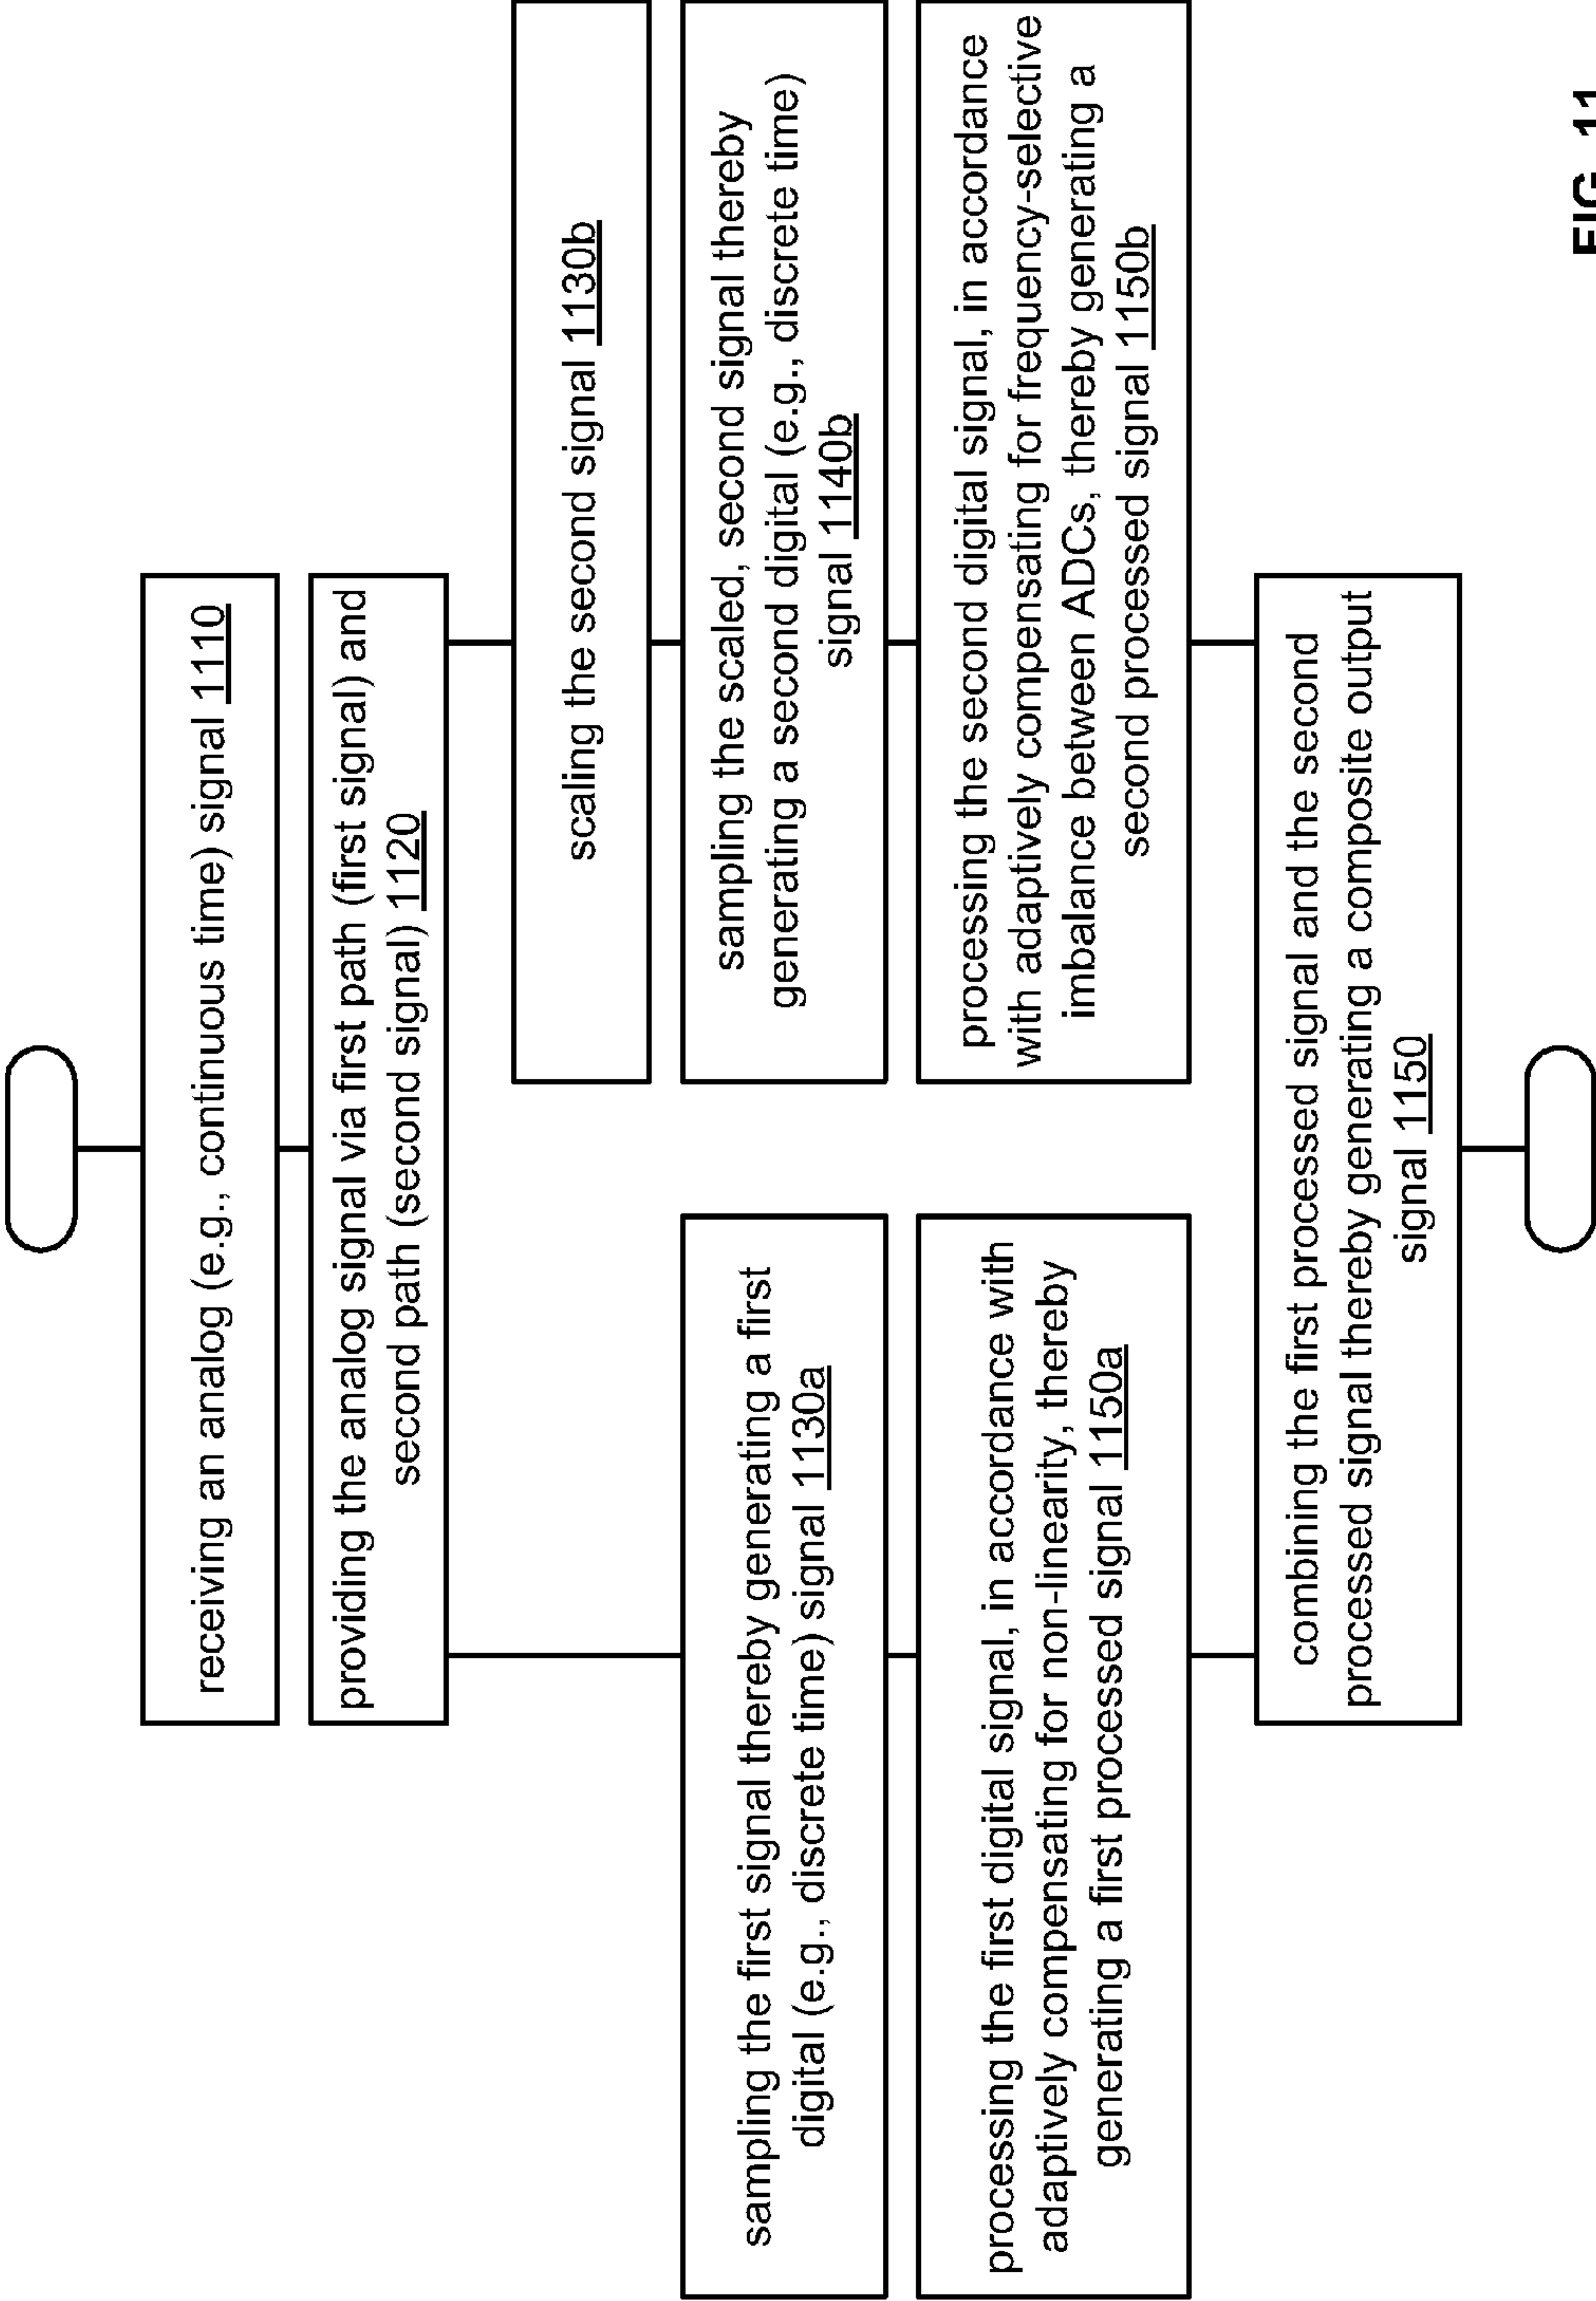 receiving an analog (e.g., continuous time) signal 1110
providing the analog signal via first path (first signal) and
second path (second signal) 1120
scaling the second signal 1130b
sampling the first signal thereby generating a first
digital (e.g., discrete time) signal 1130a
sampling the scaled, second signal thereby
generating a second digital (e.g., discrete time)
signal 1140b
processing the first digital signal, in accordance with
adaptively compensating for non-linearity, thereby
generating a first processed signal 1150a
processing the second digital signal, in accordance
with adaptively compensating for frequency-selective
imbalance between ADCs, thereby generating a
second processed signal 1150b
combining the first processed signal and the second
processed signal thereby generating a composite output
signal 1150
FIG. 11